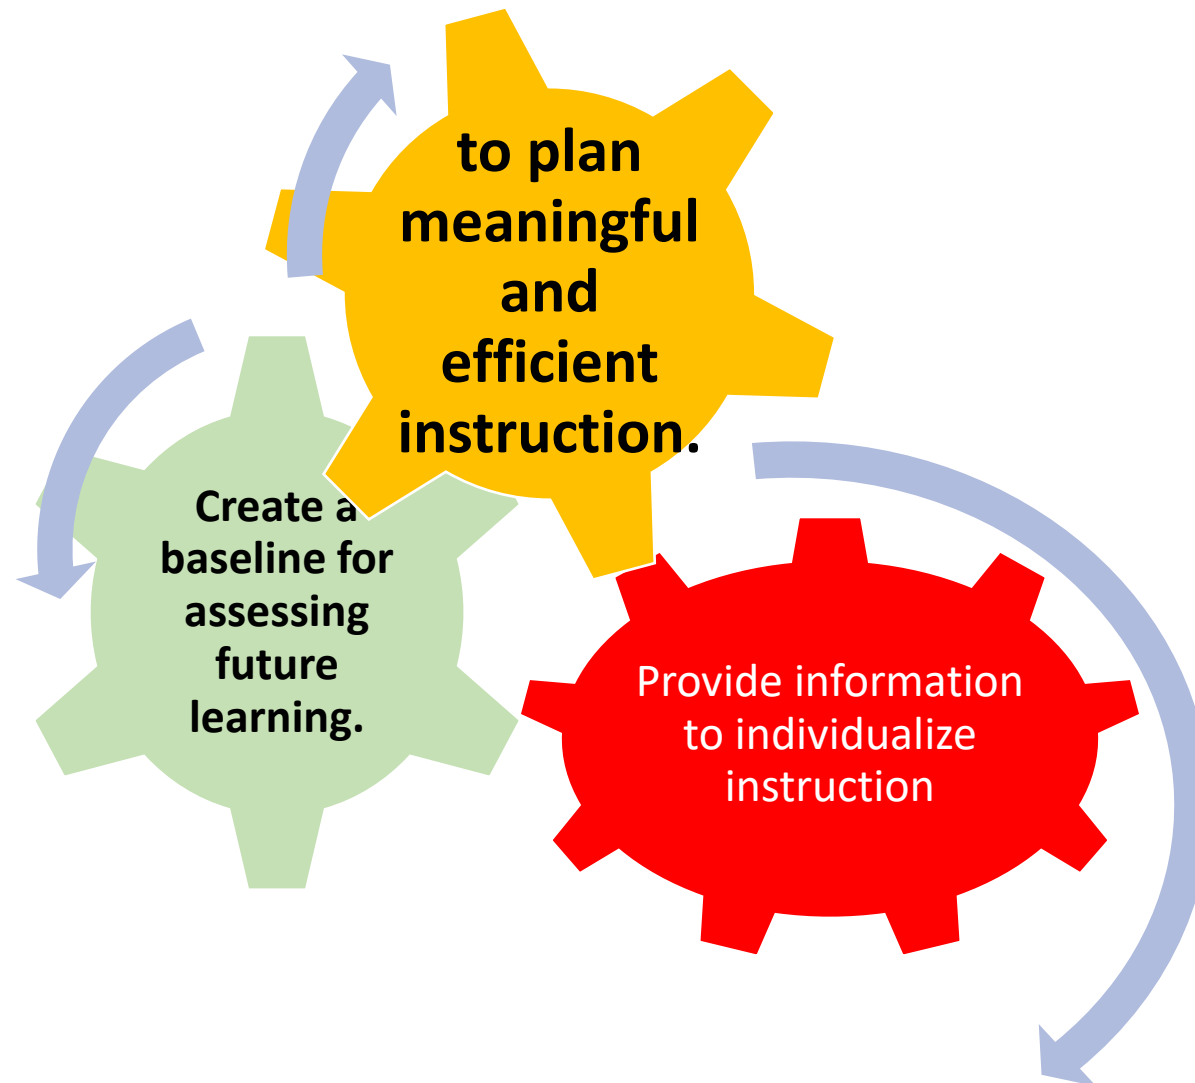 to plan
meaningful
and
efficient
instruction.
Create a
baseline for
assessing
future
learning.
Provide information
to individualize
instruction